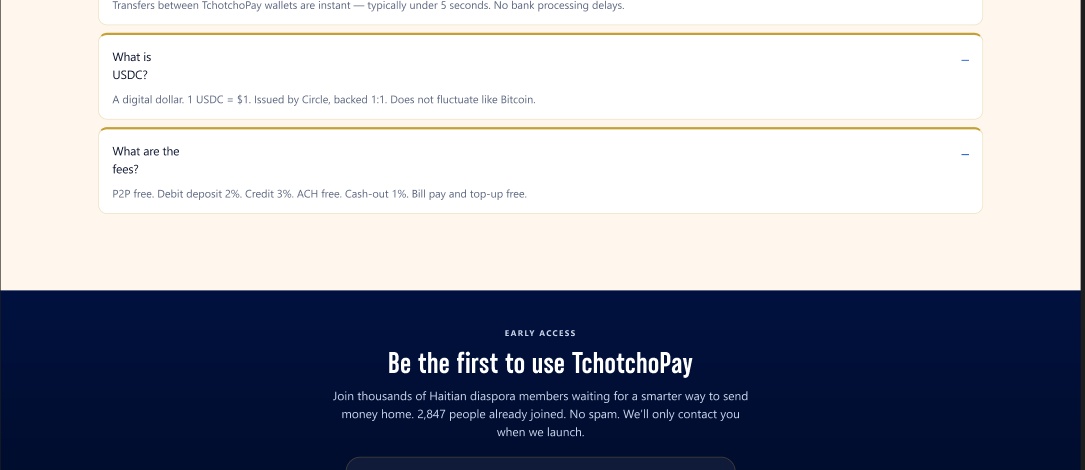 Transfers between TchotchoPay wallets are instant — typically under 5 seconds. No bank processing delays.
What is
USDC?
–
A digital dollar. 1 USDC = $1. Issued by Circle, backed 1:1. Does not fluctuate like Bitcoin.
What are the
fees?
–
P2P free. Debit deposit 2%. Credit 3%. ACH free. Cash-out 1%. Bill pay and top-up free.
EARLY ACCESS
Be the first to use TchotchoPay
Join thousands of Haitian diaspora members waiting for a smarter way to send
money home. 2,847 people already joined. No spam. We'll only contact you
when we launch.